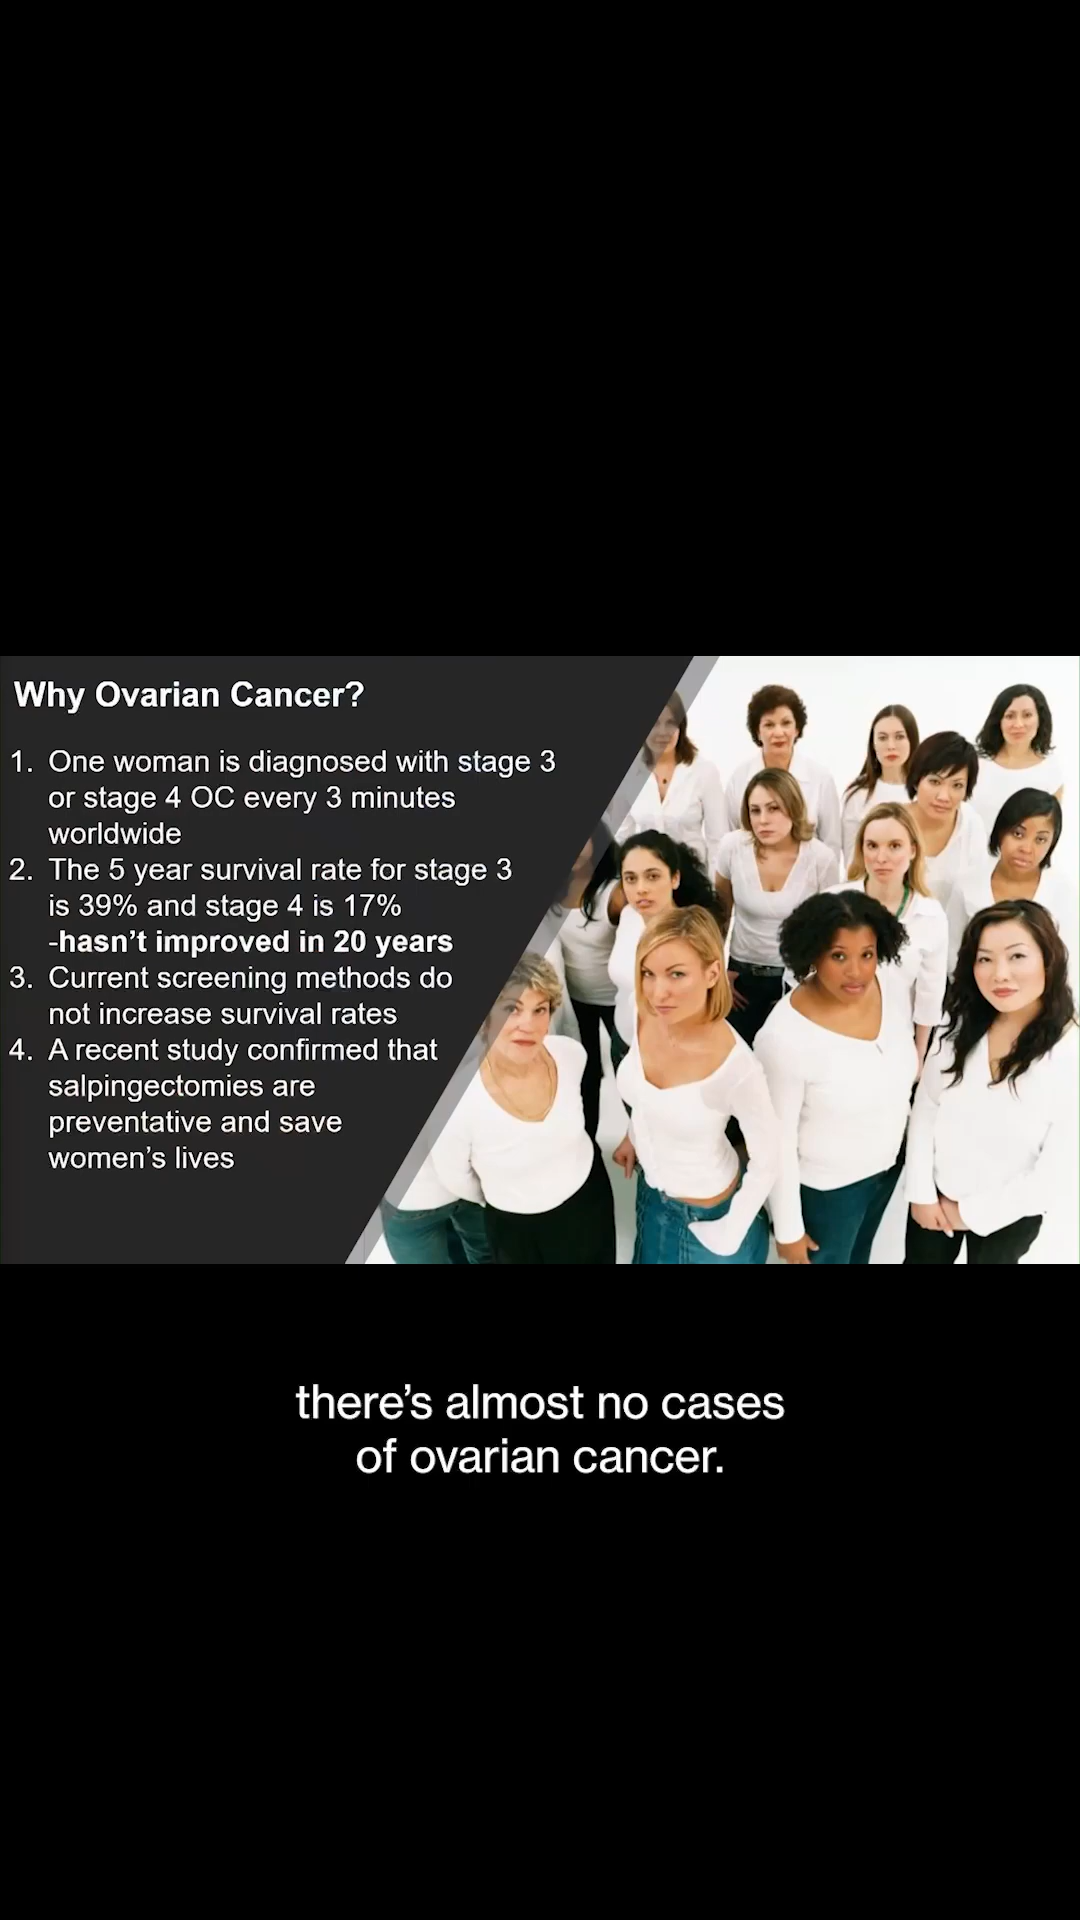 Why Ovarian Cancer?
1. One woman is diagnosed with stage 3
or stage 4 OC every 3 minutes
worldwide
2. The 5 year survival rate for stage 3
is 39% and stage 4 is 17%
-hasn't improved in 20 years
3. Current screening methods do
not increase survival rates
4. A recent study confirmed that
salpingectomies are
preventative and save
women’s lives
there’s almost no cases
of ovarian cancer.